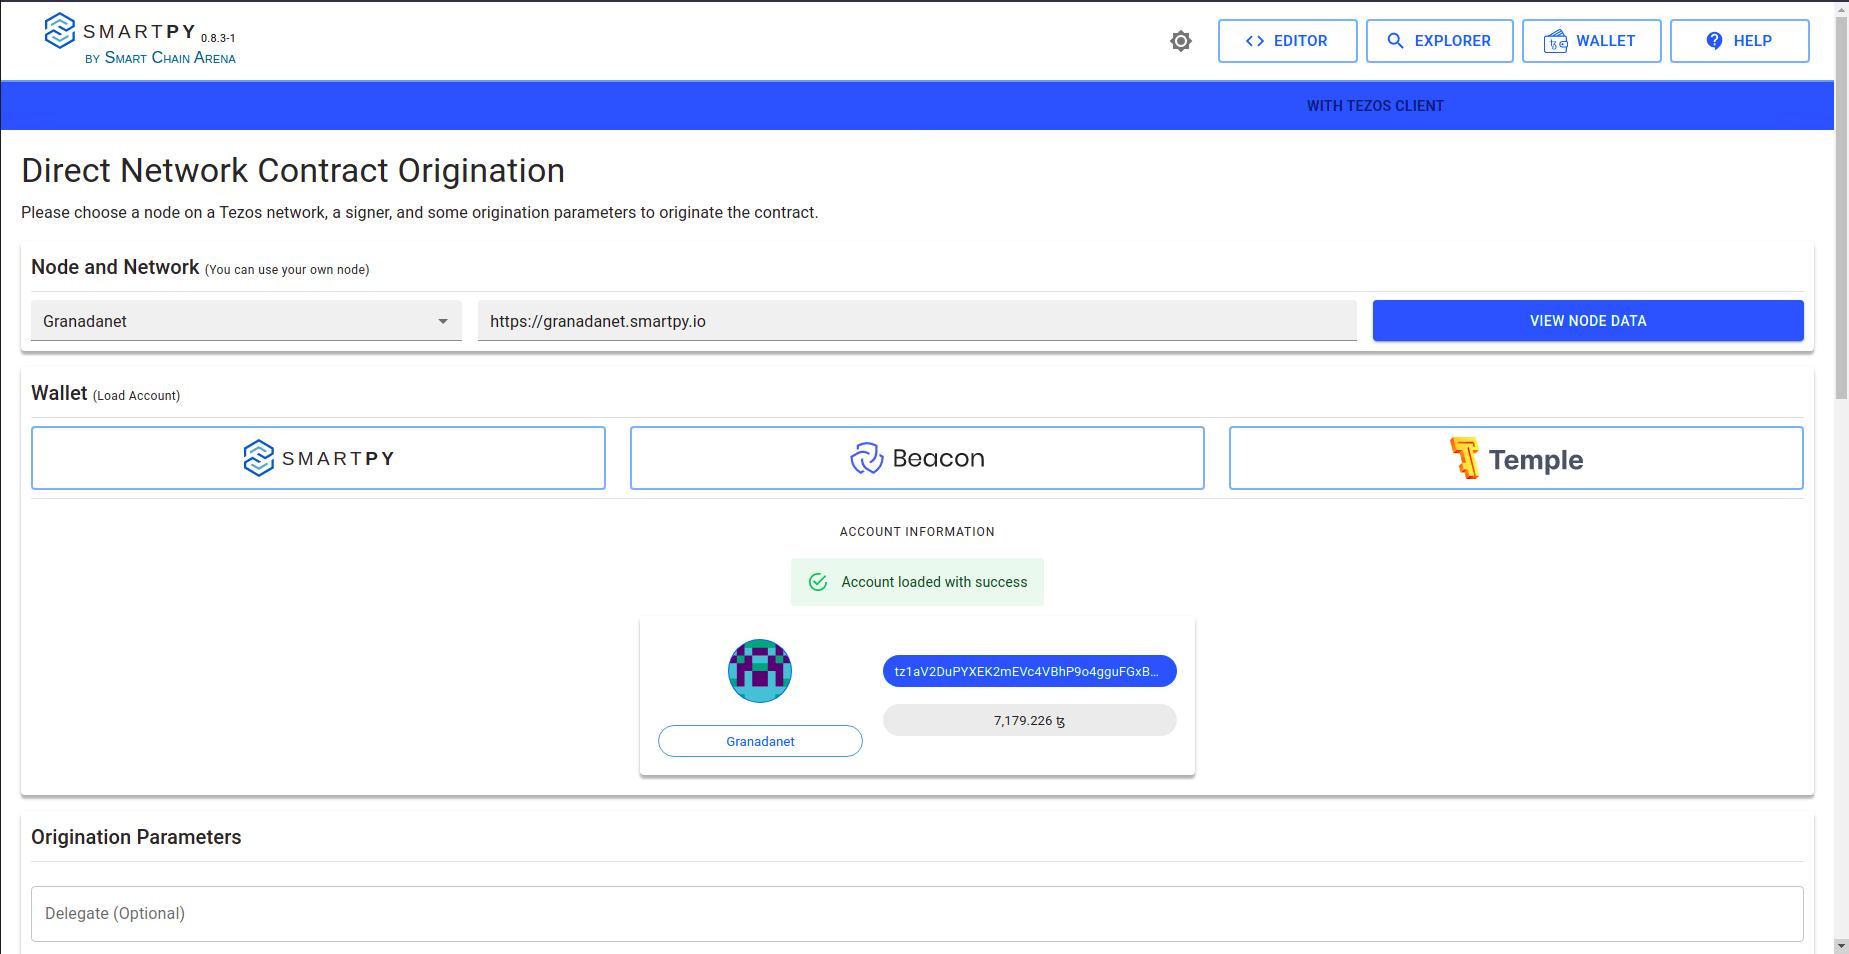 SMARTPY 0.8.3-1
BY SMART CHAIN ARENA
EDITOR
EXPLORER
WALLET
HELP
WITH TEZOS CLIENT
Direct Network Contract Origination
Please choose a node on a Tezos network, a signer, and some origination parameters to originate the contract.
Node and Network (You can use your own node)
Granadanet
https://granadanet.smartpy.io
VIEW NODE DATA
Wallet (Load Account)
SMARTPY
Beacon
Temple
ACCOUNT INFORMATION
Account loaded with success
tz1aV2DuPYXEK2mEVc4VBhP9o4gguFGxB...
7,179.226 ꜩ
Granadanet
Origination Parameters
Delegate (Optional)